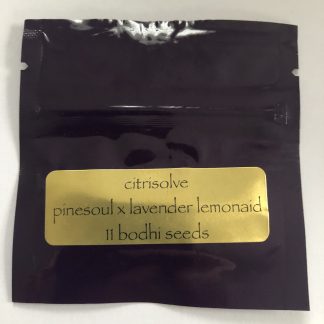 citrisolve
pinesoul x lavender lemonaid
11 bodhi seeds